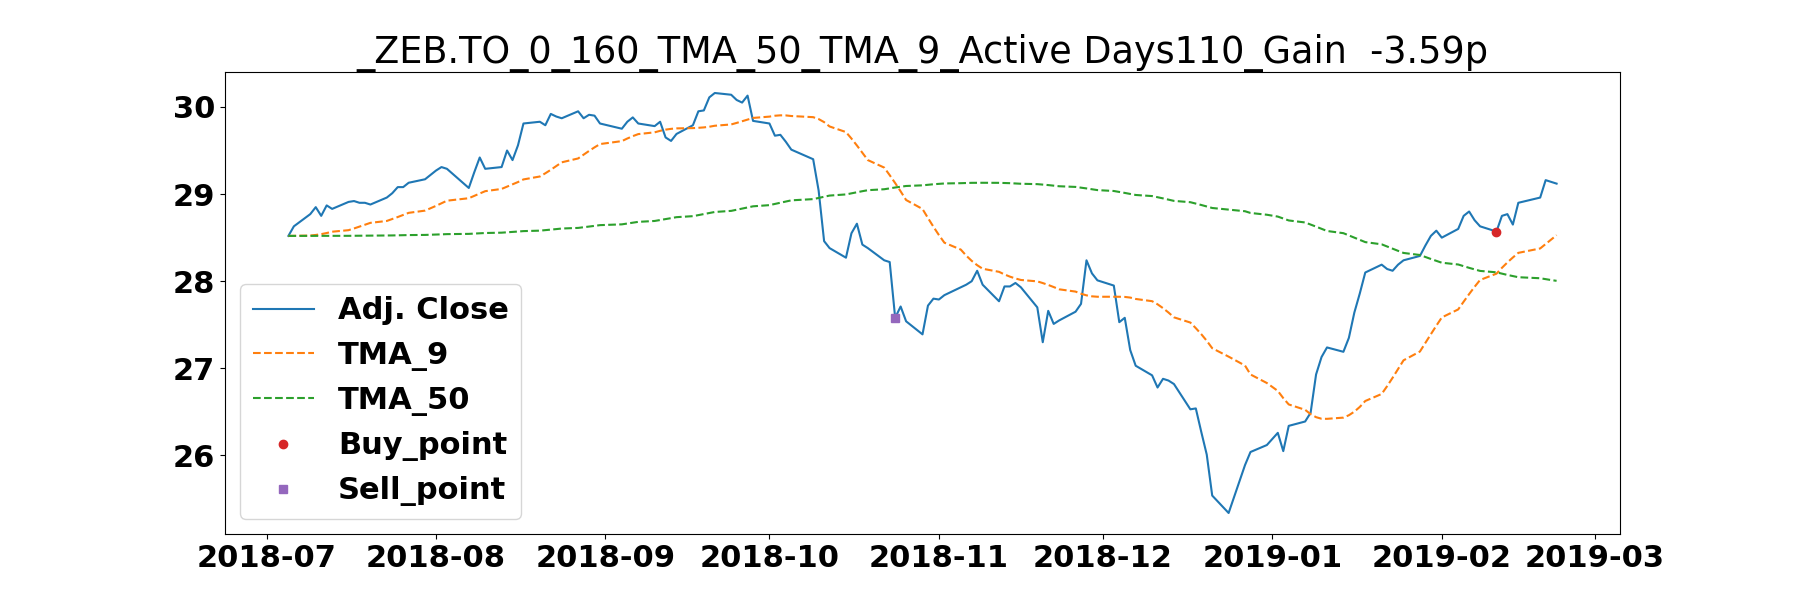 _ZEB.TO_0_160_TMA_50_TMA_9_Active Days110_Gain  -3.59p
30
29
28
27
26
Adj. Close
TMA_9
TMA_50
Buy_point
Sell_point
2018-07 2018-08 2018-09 2018-10 2018-11 2018-12 2019-01 2019-02 2019-03